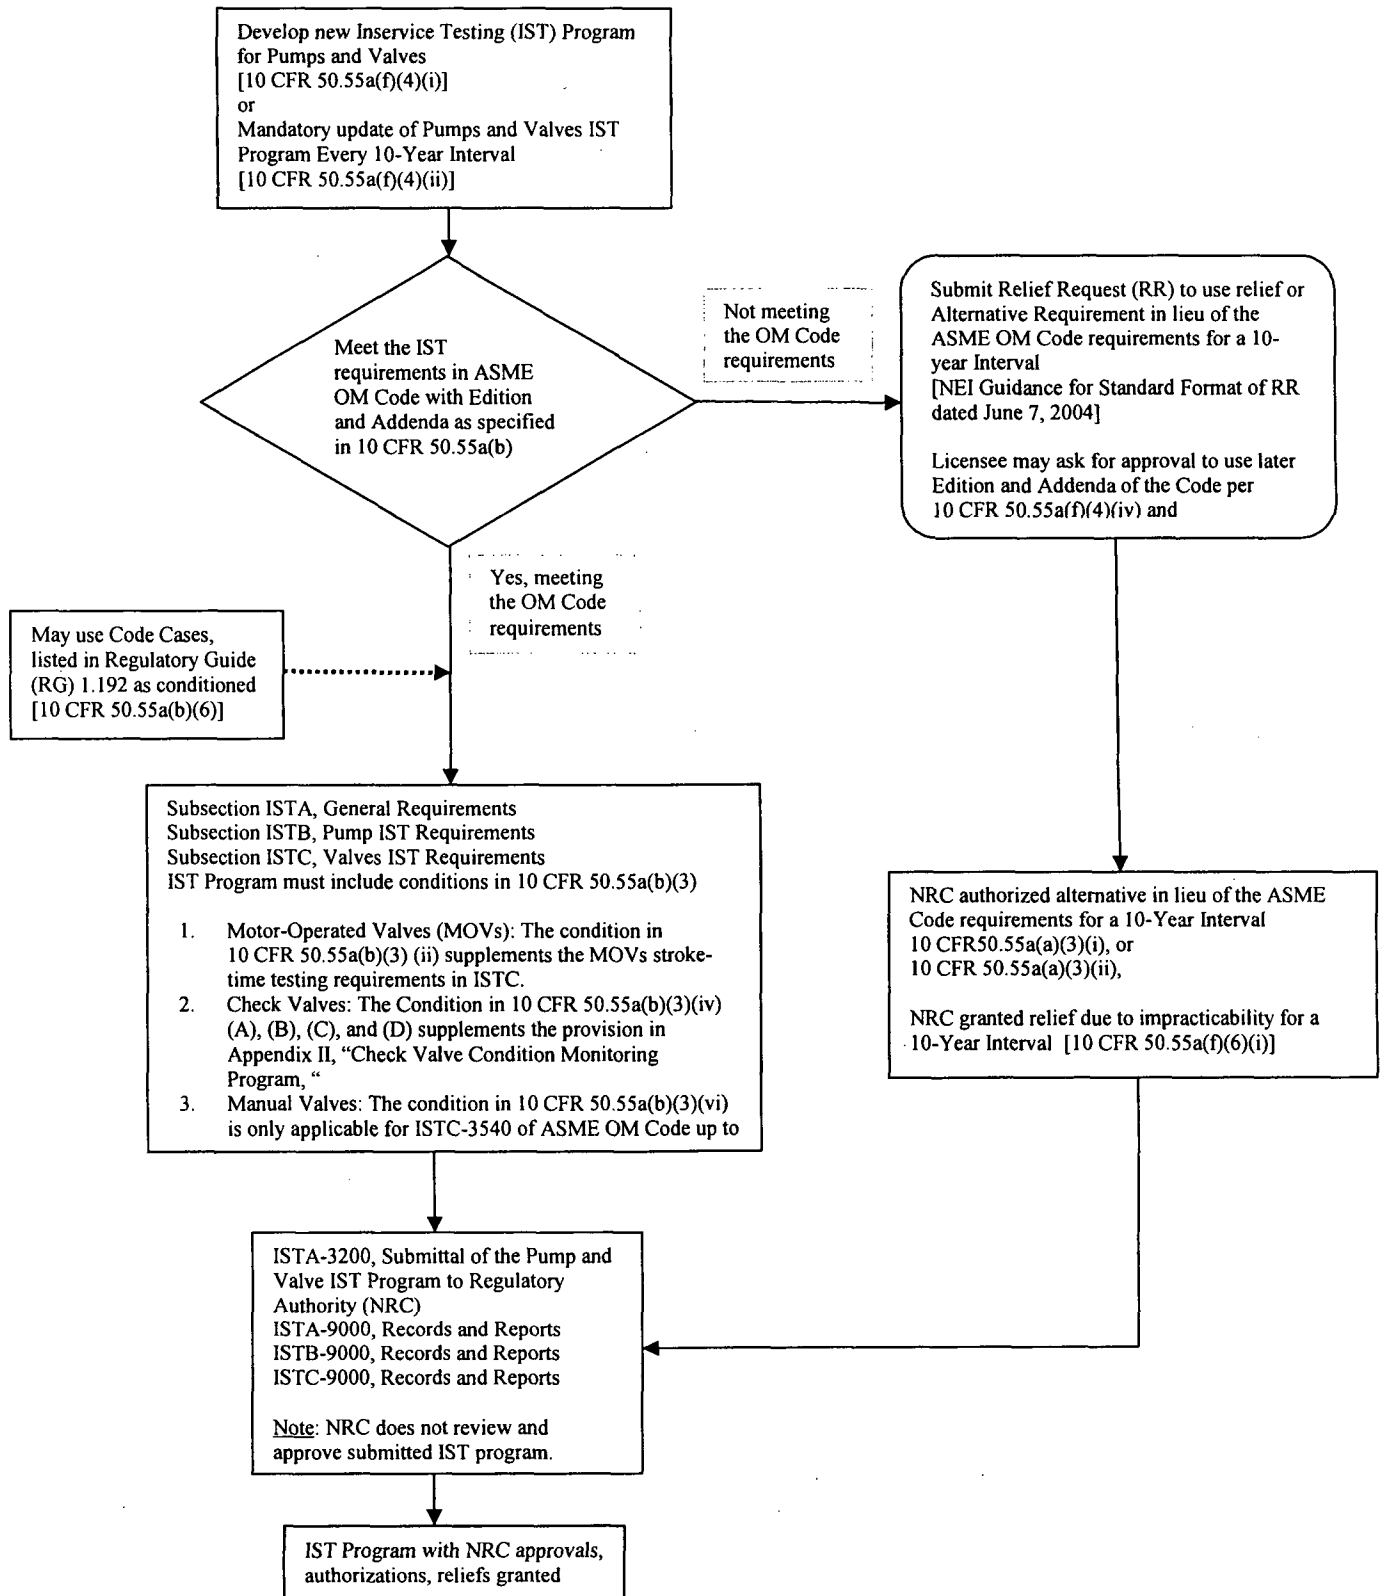 Develop new Inservice Testing (IST) Program
for Pumps and Valves
[10 CFR 50.55a(f)(4)(i)]
or
Mandatory update of Pumps and Valves IST
Program Every 10-Year Interval
[10 CFR 50.55a(f)(4)(ii)]
Meet the IST
requirements in ASME
OM Code with Edition
and Addenda as specified
in 10 CFR 50.55a(b)
Not meeting
the OM Code
requirements
Submit Relief Request (RR) to use relief or
Alternative Requirement in lieu of the
ASME OM Code requirements for a 10-
year Interval
[NEI Guidance for Standard Format of RR
dated June 7, 2004]
Licensee may ask for approval to use later
Edition and Addenda of the Code per
10 CFR 50.55a(f)(4)(iv) and
Yes, meeting
the OM Code
requirements
May use Code Cases,
listed in Regulatory Guide
(RG) 1.192 as conditioned
[10 CFR 50.55a(b)(6)]
Subsection ISTA, General Requirements
Subsection ISTB, Pump IST Requirements
Subsection ISTC, Valves IST Requirements
IST Program must include conditions in 10 CFR 50.55a(b)(3)
1. Motor-Operated Valves (MOVs): The condition in
10 CFR 50.55a(b)(3) (ii) supplements the MOVs stroke-
time testing requirements in ISTC.
2. Check Valves: The Condition in 10 CFR 50.55a(b)(3)(iv)
(A), (B), (C), and (D) supplements the provision in
Appendix II, “Check Valve Condition Monitoring
Program, “
3. Manual Valves: The condition in 10 CFR 50.55a(b)(3)(vi)
is only applicable for ISTC-3540 of ASME OM Code up to
NRC authorized alternative in lieu of the ASME
Code requirements for a 10-Year Interval
10 CFR50.55a(a)(3)(i), or
10 CFR 50.55a(a)(3)(ii),
NRC granted relief due to impracticability for a
10-Year Interval [10 CFR 50.55a(f)(6)(i)]
ISTA-3200, Submittal of the Pump and
Valve IST Program to Regulatory
Authority (NRC)
ISTA-9000, Records and Reports
ISTB-9000, Records and Reports
ISTC-9000, Records and Reports
Note: NRC does not review and
approve submitted IST program.
IST Program with NRC approvals,
authorizations, reliefs granted